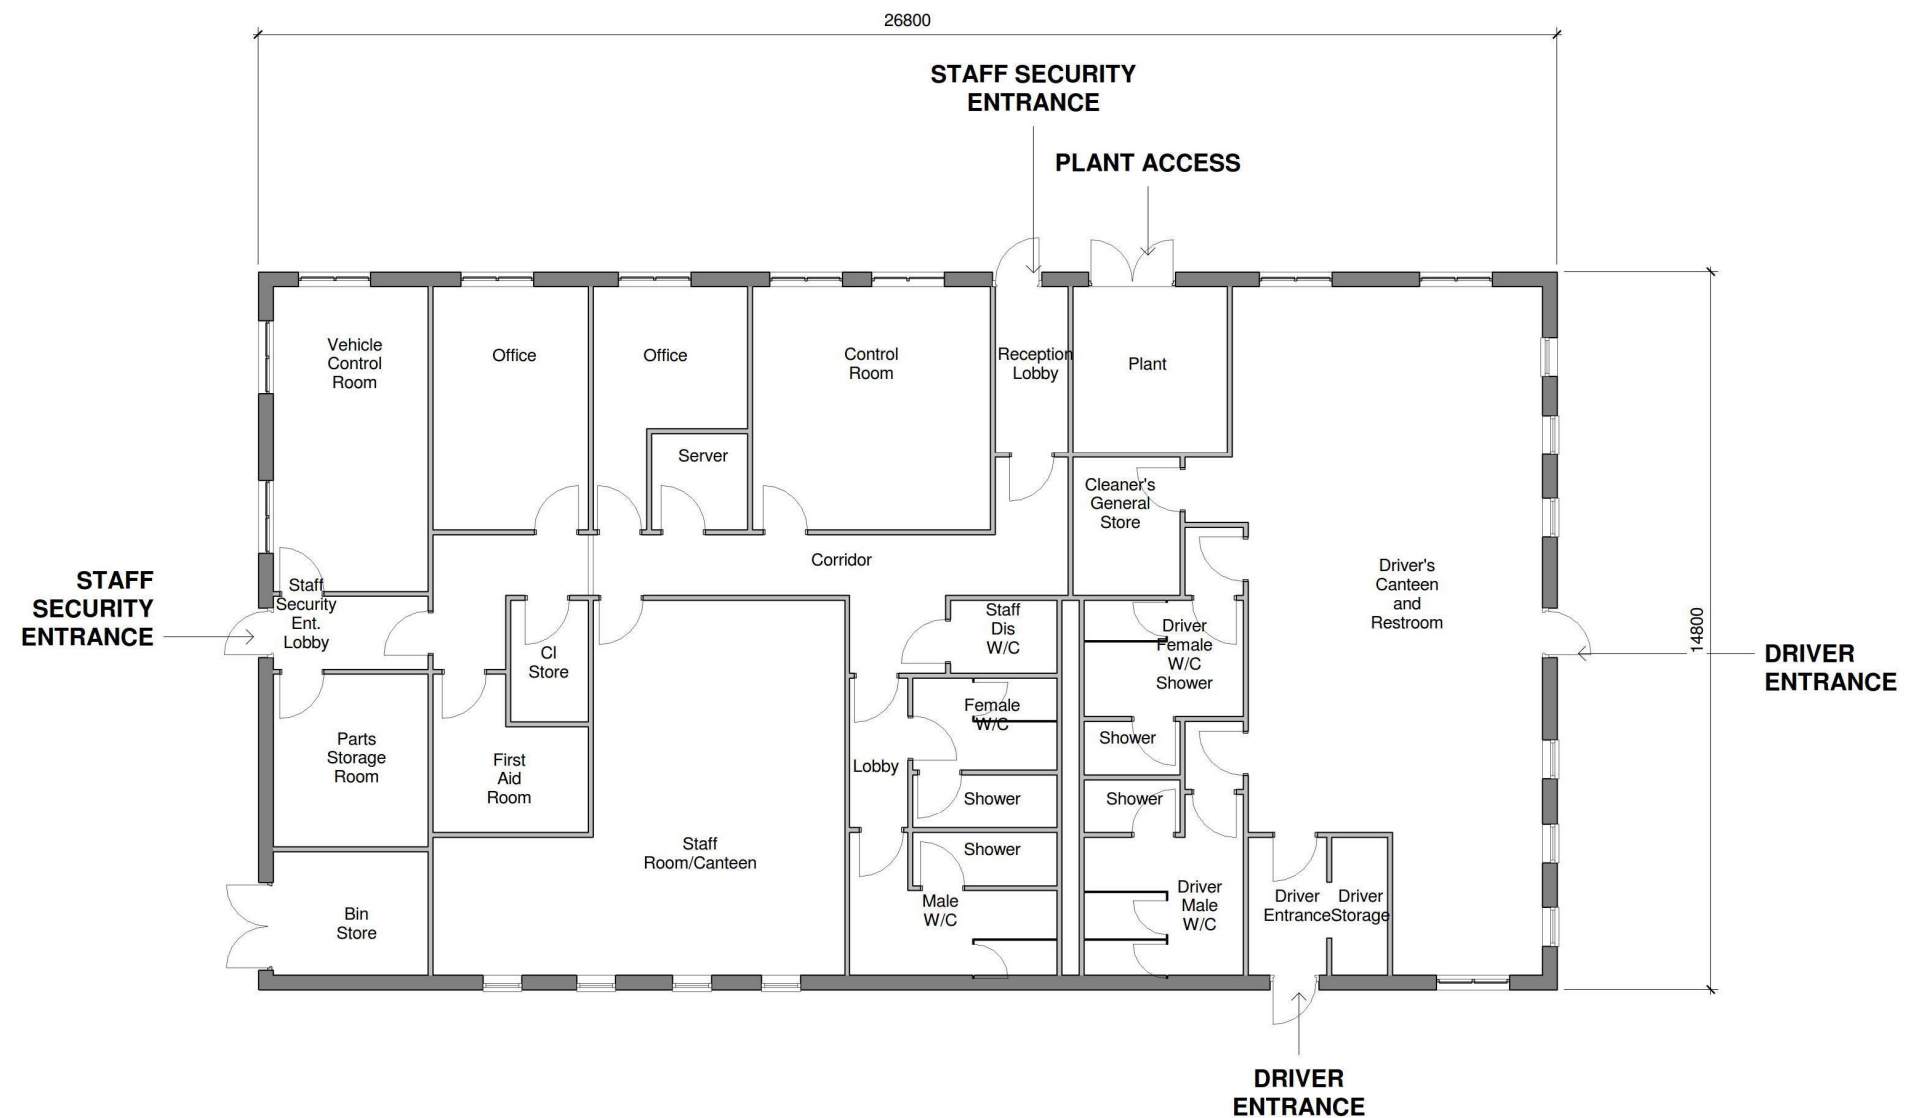 26800
STAFF SECURITY
ENTRANCE
PLANT ACCESS
Vehicle
Control
Room
Office
Office
Control
Room
Reception
Lobby
Plant
Server
Cleaner's
General
Store
Corridor
Driver's
Canteen
and
Restroom
STAFF
SECURITY
ENTRANCE
Staff
Security
Ent.
Lobby
Cl
Store
Staff
Dis
W/C
Driver
Female
W/C
Shower
14800
DRIVER
ENTRANCE
Parts
Storage
Room
First
Aid
Room
Female
W/C
Lobby
Shower
Shower
Shower
Shower
Staff
Room/Canteen
Male
W/C
Driver
Male
W/C
Driver
Entrance
Driver
Storage
Bin
Store
DRIVER
ENTRANCE